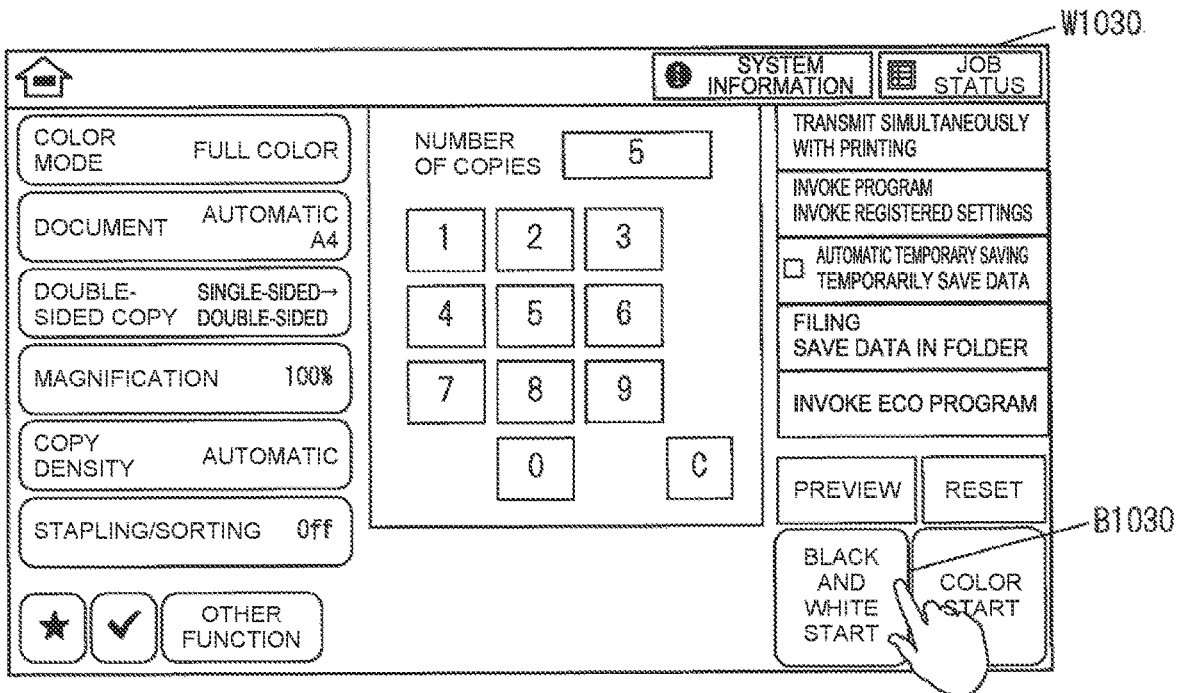 W1030
SYSTEM
INFORMATION
JOB
STATUS
COLOR
MODE
FULL COLOR
DOCUMENT
AUTOMATIC
A4
DOUBLE-
SIDED COPY
SINGLE-SIDED→
DOUBLE-SIDED
MAGNIFICATION 100%
COPY
DENSITY
AUTOMATIC
STAPLING/SORTING Off
OTHER
FUNCTION
NUMBER
OF COPIES
5
1 2 3
4 5 6
7 8 9
0 C
TRANSMIT SIMULTANEOUSLY
WITH PRINTING
INVOKE PROGRAM
INVOKE REGISTERED SETTINGS
AUTOMATIC TEMPORARY SAVING
TEMPORARILY SAVE DATA
FILING
SAVE DATA IN FOLDER
INVOKE ECO PROGRAM
PREVIEW RESET
B1030
BLACK
AND
WHITE
START
COLOR
START